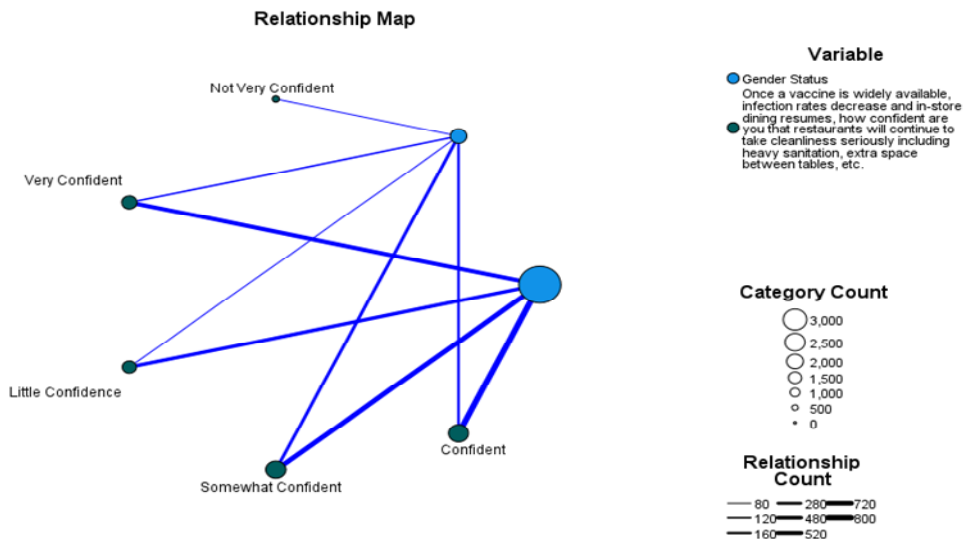 Relationship Map
Not Very Confident
Very Confident
Little Confidence
Somewhat Confident
Confident
Variable
Gender Status
Once a vaccine is widely available,
infection rates decrease and in-store
dining resumes, how confident are
you that restaurants will continue to
take cleanliness seriously including
heavy sanitation, extra space
between tables, etc.
Category Count
3,000
2,500
2,000
1,500
1,000
500
0
Relationship
Count
80 280 720
120 480 800
160 520